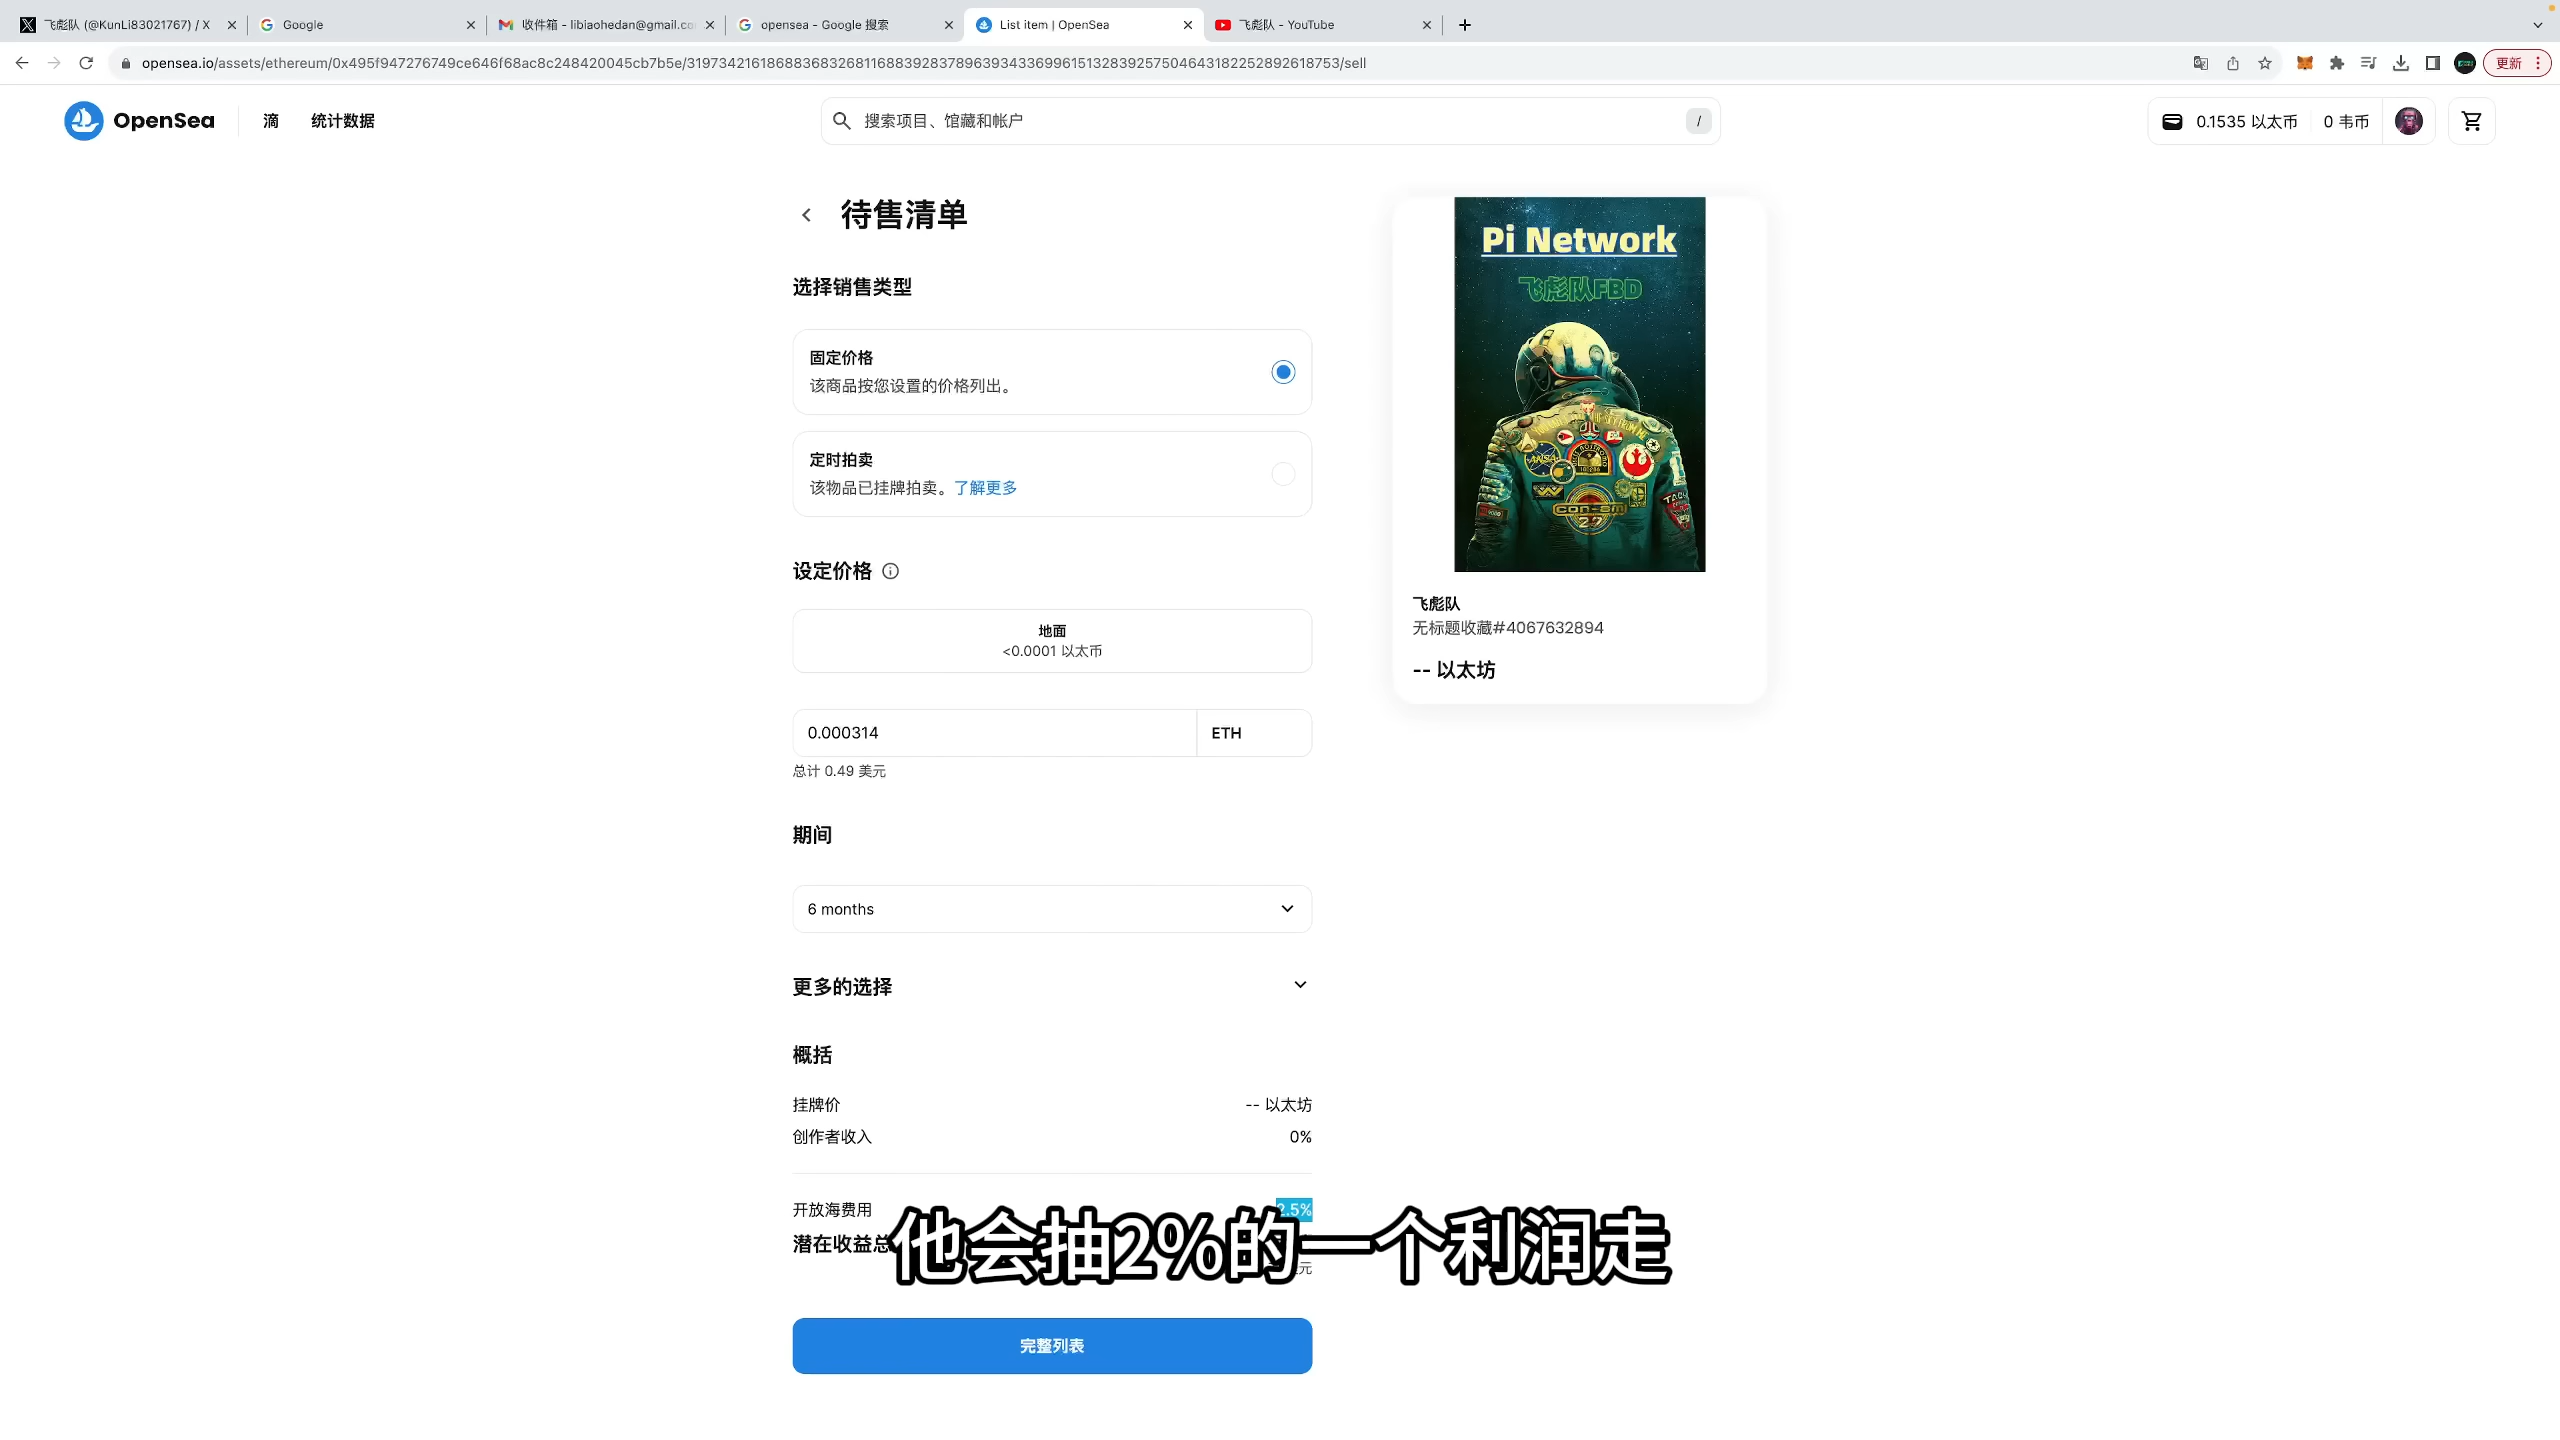 飞彪队 (@KunLi83021767) / X
Google
收件箱 - libiaohedan@gmail.co
opensea - Google 搜索
List item | OpenSea
飞彪队 - YouTube
opensea.io/assets/ethereum/0x495f947276749ce646f68ac8c248420045cb7b5e/31973421618688368326811688392837896393433699615132839257504643182252892618753/sell
更新
OpenSea
滴
统计数据
搜索项目、馆藏和帐户
/
0.1535 以太币
0 韦币
待售清单
选择销售类型
固定价格
该商品按您设置的价格列出。
定时拍卖
该物品已挂牌拍卖。了解更多
设定价格
地面
<0.0001 以太币
0.000314
ETH
总计 0.49 美元
期间
6 months
更多的选择
概括
挂牌价
-- 以太坊
创作者收入
0%
开放海费用
2.5%
潜在收益总
元
他会抽2%的一个利润走
完整列表
Pi Network
飞彪队FBD
CON-AM
27
飞彪队
无标题收藏#4067632894
-- 以太坊